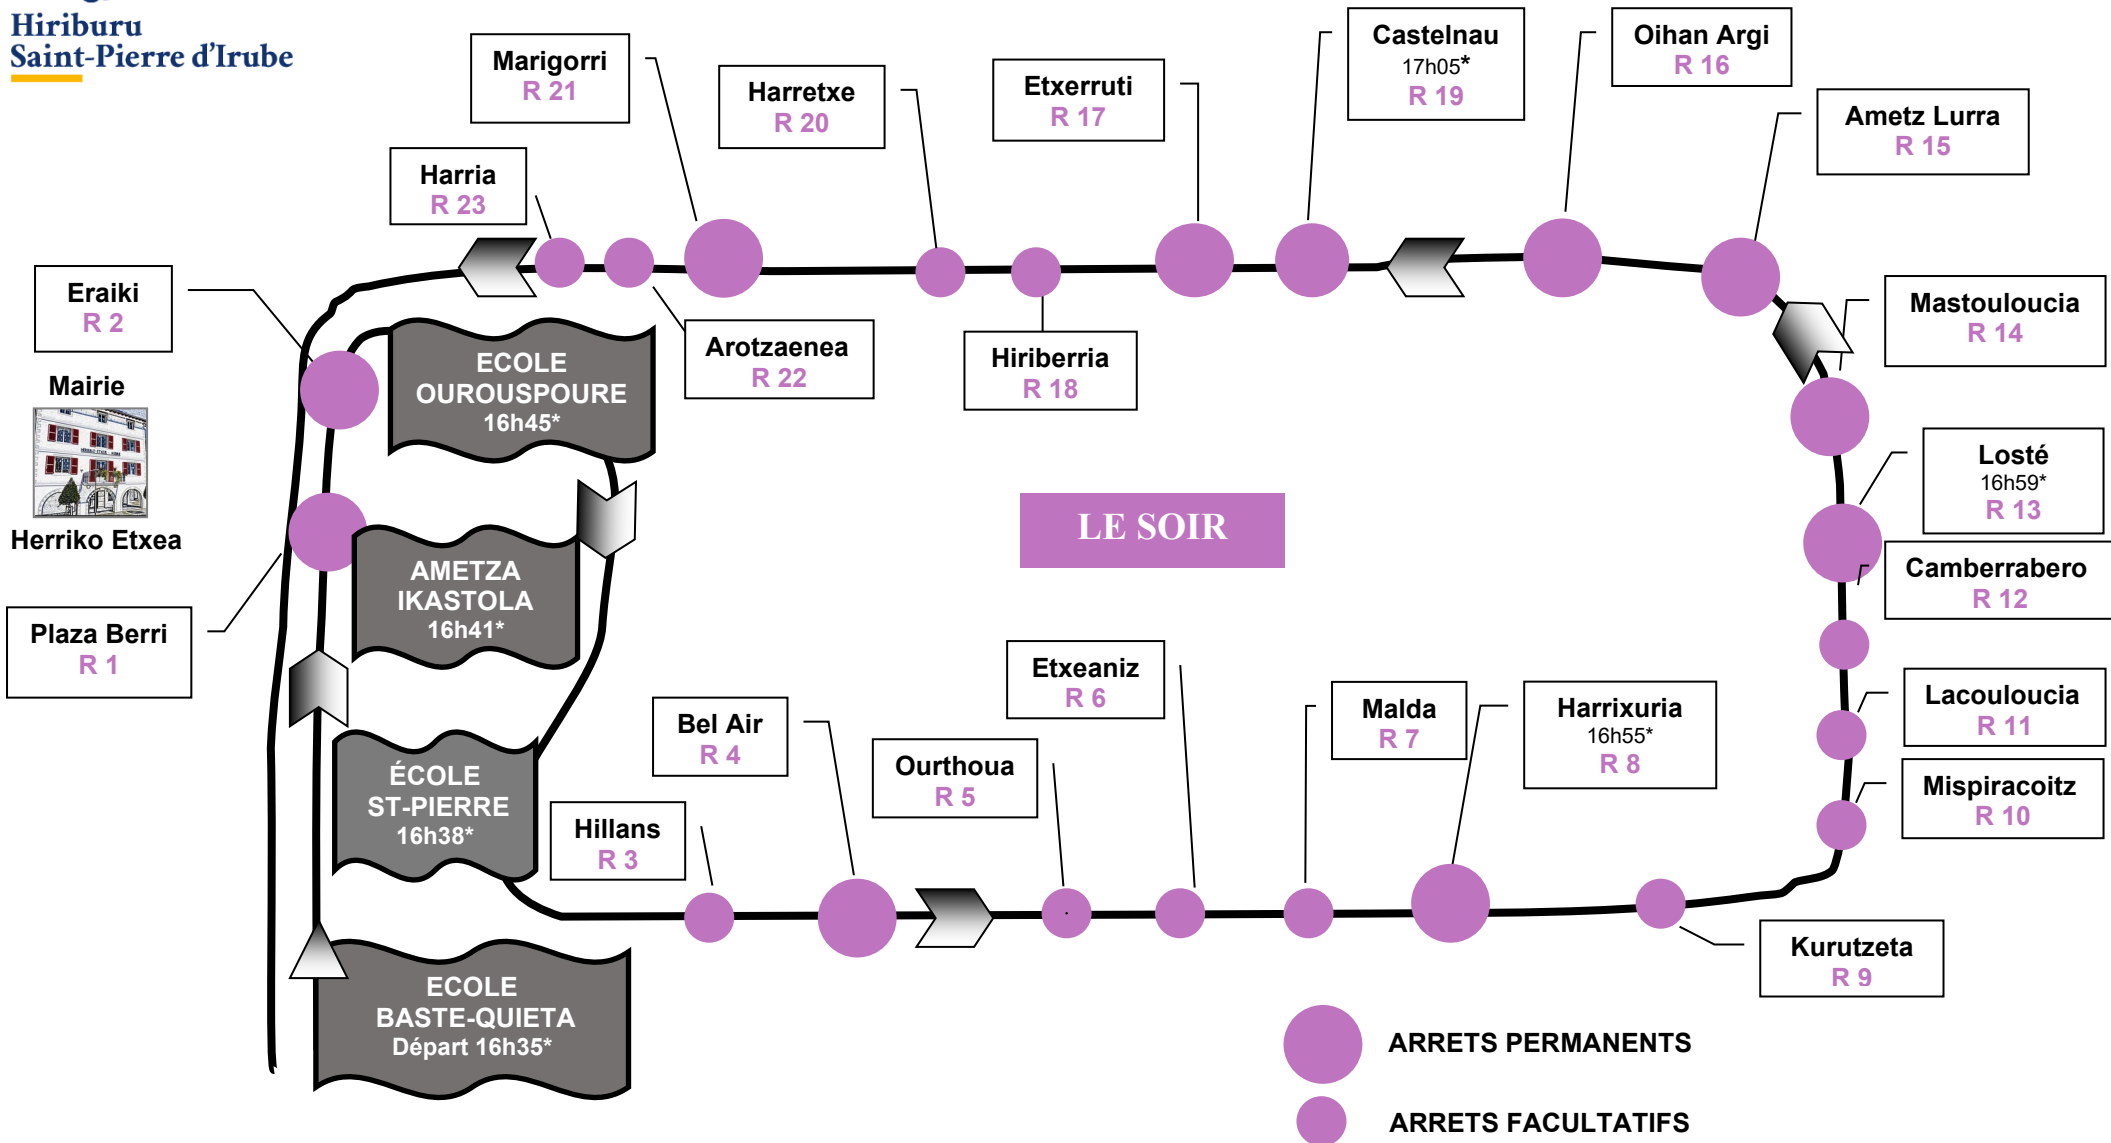 Hiriburu
Saint-Pierre d'Irube
Marigorri
R 21
Harretxe
R 20
Etxerruti
R 17
Castelnau
17h05*
R 19
Oihan Argi
R 16
Ametz Lurra
R 15
Harria
R 23
Eraiki
R 2
Mairie
Herriko Etxea
Plaza Berri
R 1
ECOLE
OUROUSPOURE
16h45*
Arotzaenea
R 22
Hiriberria
R 18
Mastouloucia
R 14
Losté
16h59*
R 13
LE SOIR
AMETZA
IKASTOLA
16h41*
Camberrabero
R 12
Etxeaniz
R 6
Malda
R 7
Harrixuria
16h55*
R 8
Lacouloucia
R 11
Bel Air
R 4
Ourthoua
R 5
ÉCOLE
ST-PIERRE
16h38*
Mispiracoitz
R 10
Hillans
R 3
Kurutzeta
R 9
ECOLE
BASTE-QUIETA
Départ 16h35*
ARRETS PERMANENTS
ARRETS FACULTATIFS